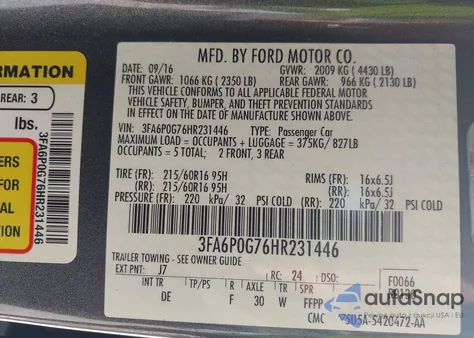 FORMATION
REAR: 3
lbs.
3FA6P0G76HR231446
MFD. BY FORD MOTOR CO.
DATE: 09/16 GVWR: 2009 KG ( 4430 LB)
FRONT GAWR: 1066 KG ( 2350 LB) REAR GAWR: 966 KG ( 2130 LB)
THIS VEHICLE CONFORMS TO ALL APPLICABLE FEDERAL MOTOR
VEHICLE SAFETY, BUMPER, AND THEFT PREVENTION STANDARDS
IN EFFECT ON THE DATE OF MANUFACTURE SHOWN ABOVE.
VIN: 3FA6P0G76HR231446 TYPE: Passenger Car
MAXIMUM LOAD = OCCUPANTS + LUGGAGE = 375KG/ 827LB
OCCUPANTS = 5 TOTAL; 2 FRONT, 3 REAR
TIRE (FR): 215/60R16 95H RIMS (FR): 16x6.5J
TIRE (RR): 215/60R16 95H (RR): 16x6.5J
PRESSURE (FR): 220 kPa/ 32 PSI COLD (RR) 220 kPa/ 32 PSI COLD
3FA6P0G76HR231446
TRAILER TOWING - SEE OWNER GUIDE
EXT PNT: J7 RC: 24 DSO: F0066
INT TR TP/PS R AXLE TR SPR
DE F 30 W FFPP
CMC 5U5A-5420472-AA
ERS
FOR
NAL
ION
autoSnap